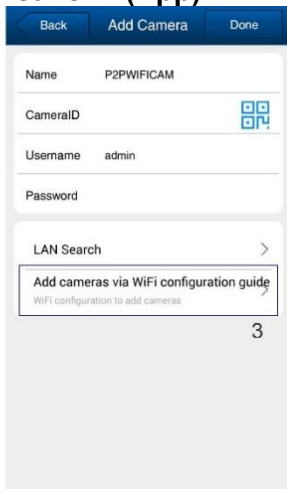 Back Add Camera Done
Name P2PWIFICAM
CameraID
Username admin
Password
LAN Search
Add cameras via WiFi configuration guide
WiFi configuration to add cameras
3